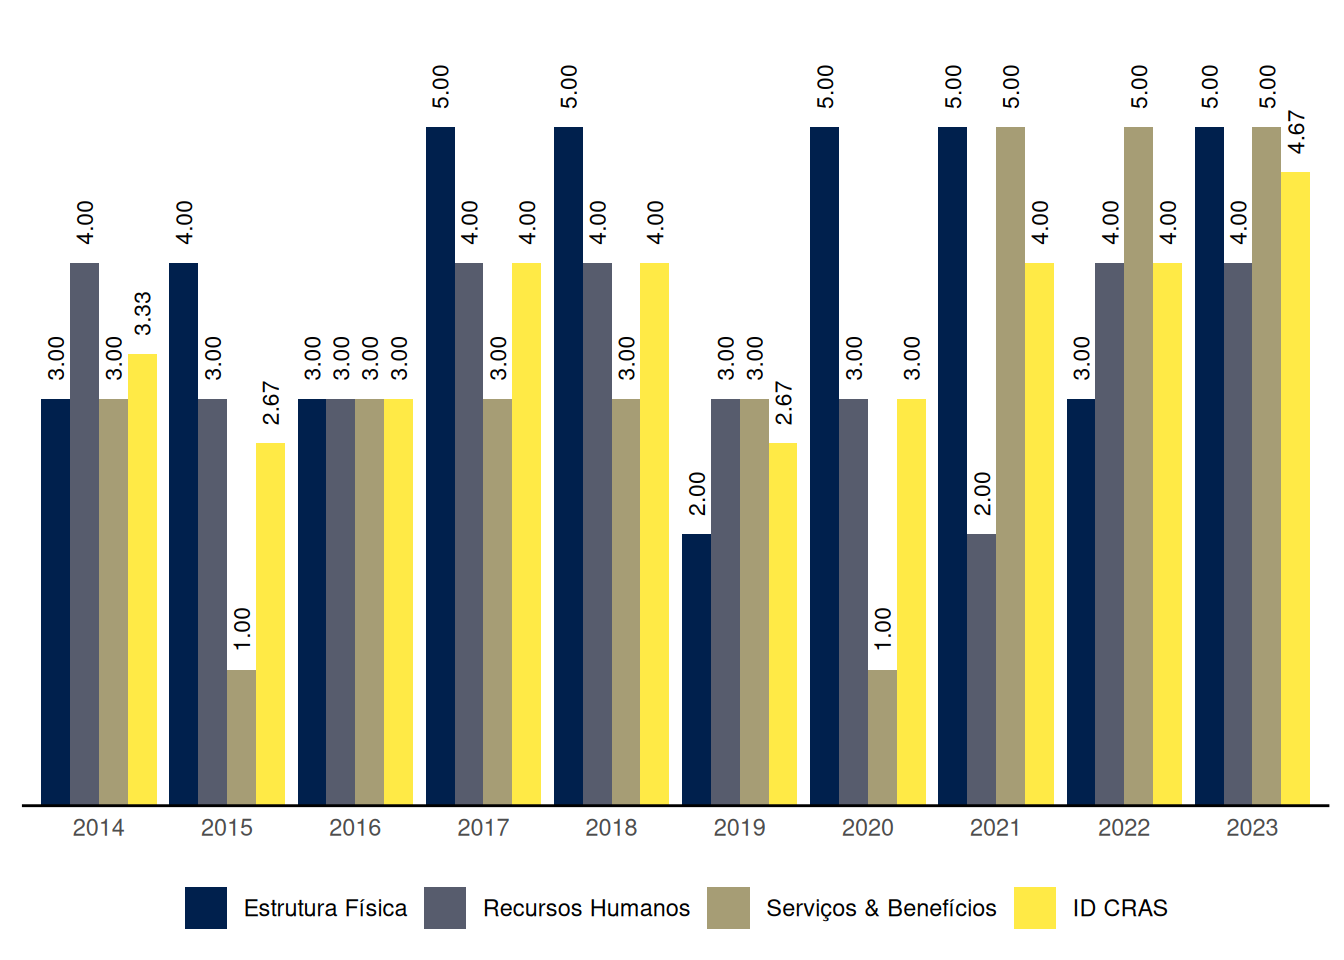 3.00 4.00 3.00 3.33
4.00 3.00 1.00 2.67
3.00 3.00 3.00 3.00
5.00 4.00 3.00 4.00
5.00 4.00 3.00 4.00
2.00 3.00 3.00 2.67
5.00 3.00 1.00 3.00
5.00 2.00 5.00 4.00
3.00 4.00 5.00 4.00
5.00 4.00 5.00 4.67
2014 2015 2016 2017 2018 2019 2020 2021 2022 2023
Estrutura Física Recursos Humanos Serviços & Benefícios ID CRAS